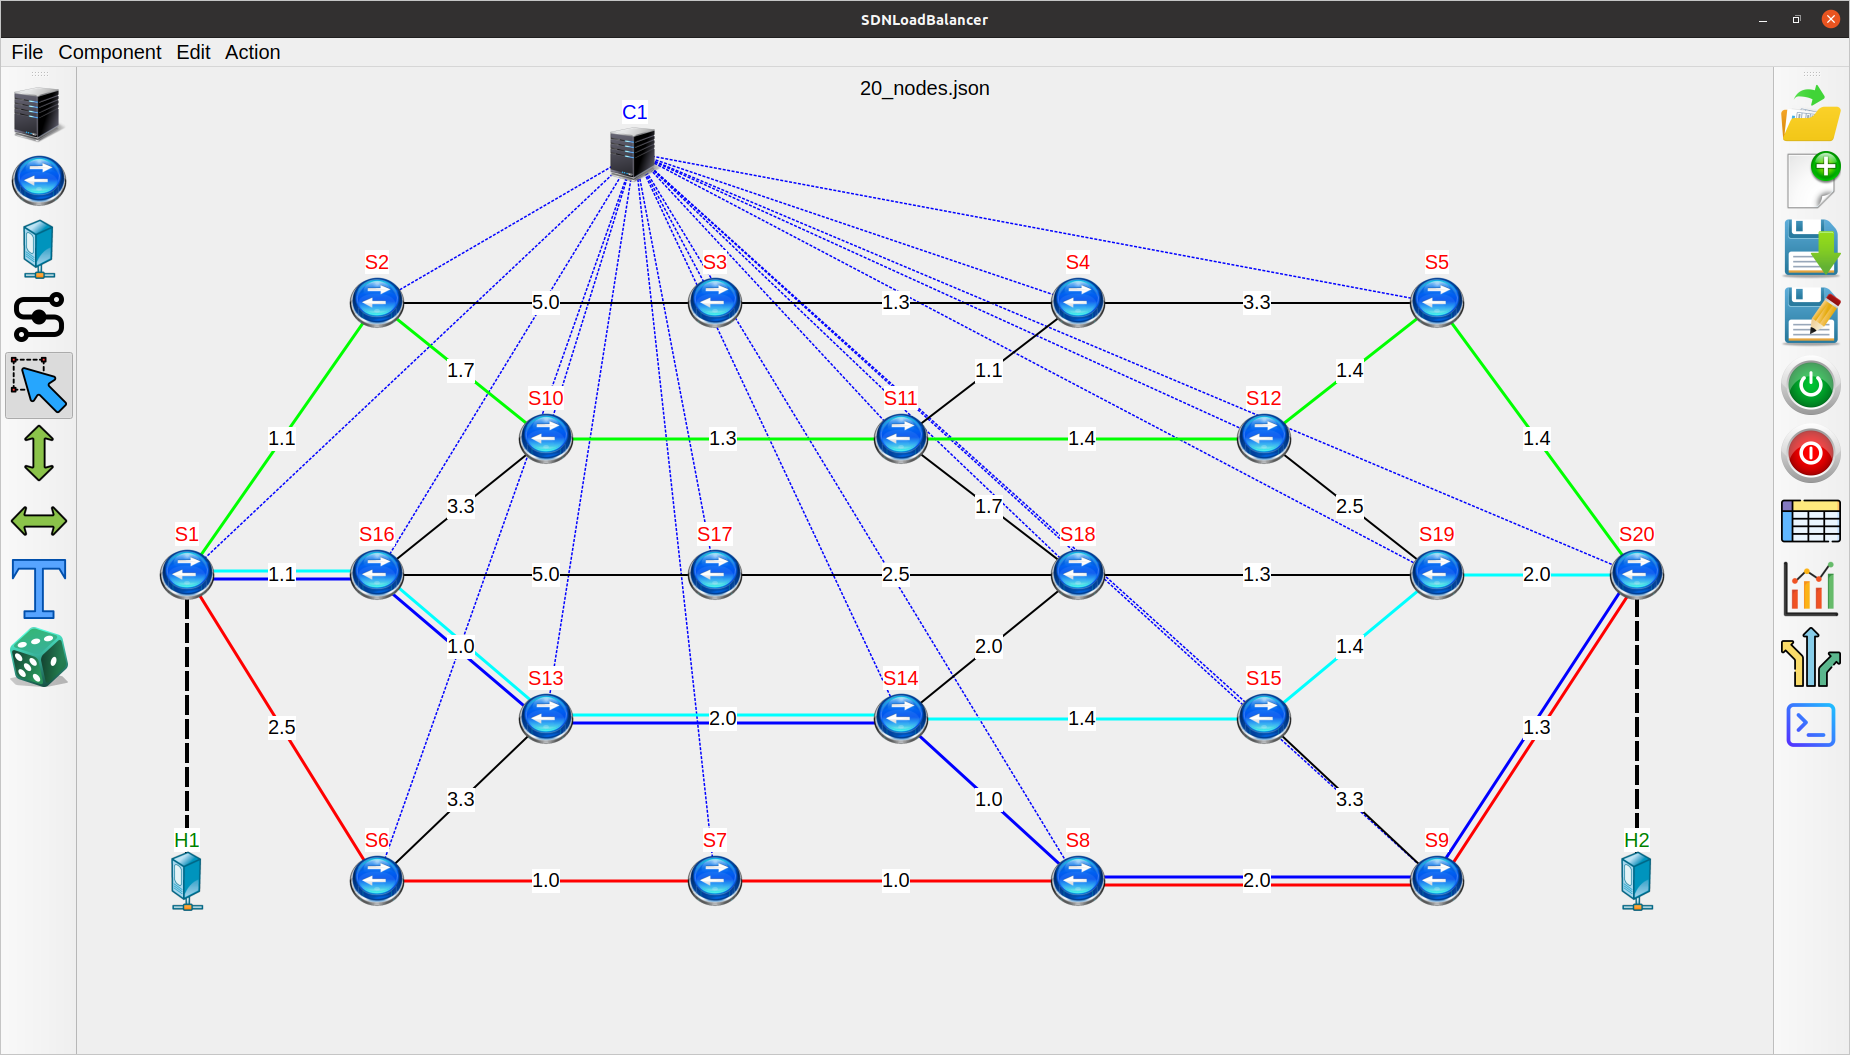 SDNLoadBalancer
File Component Edit Action
20_nodes.json
C1
S2 S3 S4 S5
5.0 1.3 3.3
1.7 1.1 1.4
S10 S11 S12
1.1 1.3 1.4 1.4
3.3 1.7 2.5
S1 S16 S17 S18 S19 S20
1.1 5.0 2.5 1.3 2.0
1.0 2.0 1.4
S13 S14 S15
2.0 1.4
2.5 1.3
3.3 1.0 3.3
H1 S6 S7 S8 S9 H2
1.0 1.0 2.0